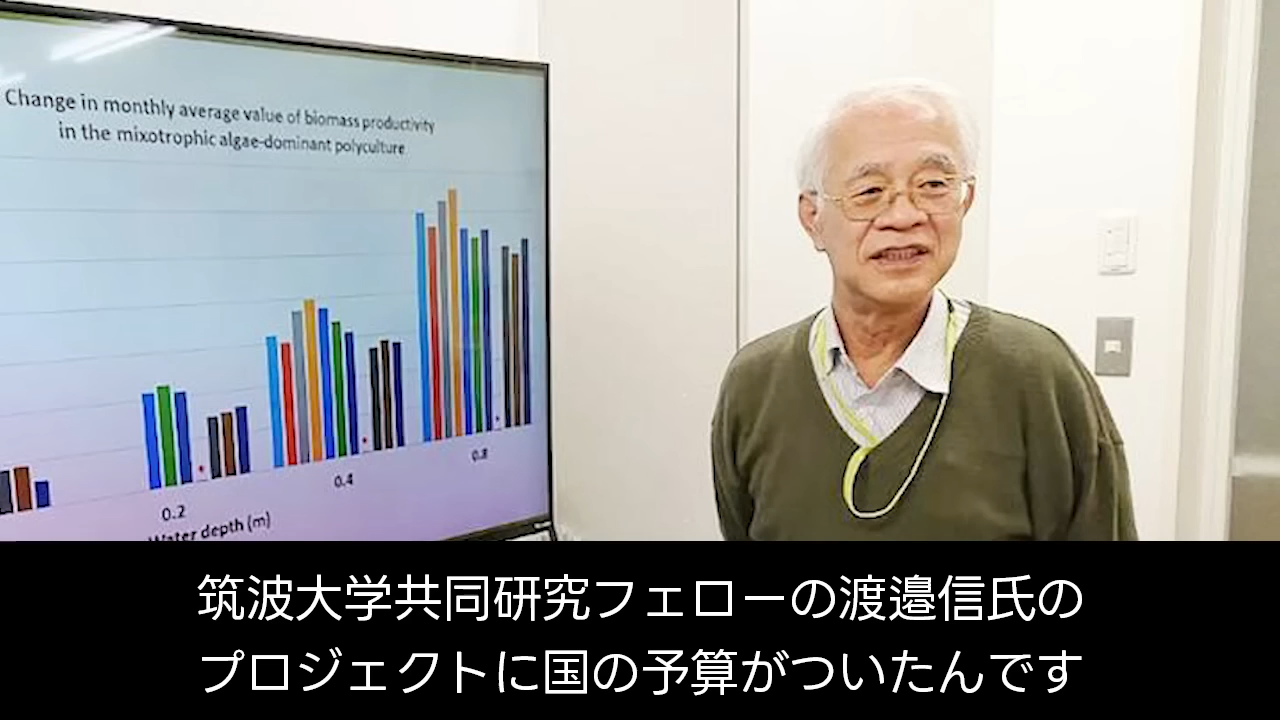 Change in monthly average value of biomass productivity
in the mixotrophic algae-dominant polyculture
0.2
0.4
0.8
Water depth (m)
筑波大学共同研究フェローの渡邉信氏の
プロジェクトに国の予算がついたんです